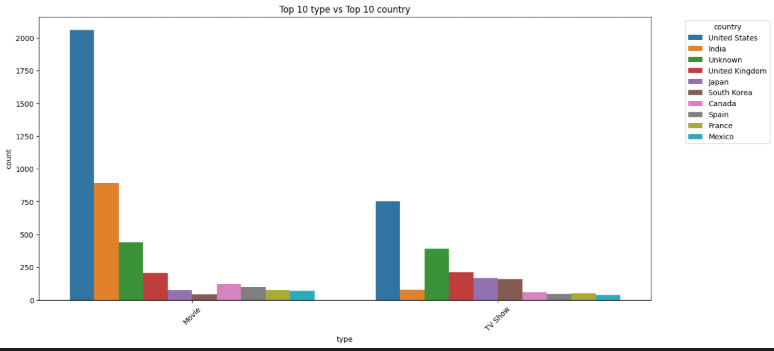 Top 10 type vs Top 10 country
country
United States
India
Unknown
United Kingdom
Japan
South Korea
Canada
Spain
France
Mexico
count
2000
1750
1500
1250
1000
750
500
250
0
Movie
TV Show
type